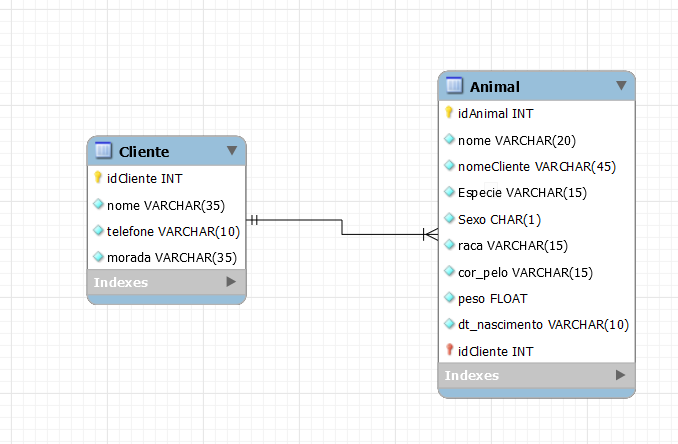 Cliente
idCliente INT
nome VARCHAR(35)
telefone VARCHAR(10)
morada VARCHAR(35)
Indexes
Animal
idAnimal INT
nome VARCHAR(20)
nomeCliente VARCHAR(45)
Especie VARCHAR(15)
Sexo CHAR(1)
raca VARCHAR(15)
cor_pelo VARCHAR(15)
peso FLOAT
dt_nascimento VARCHAR(10)
idCliente INT
Indexes